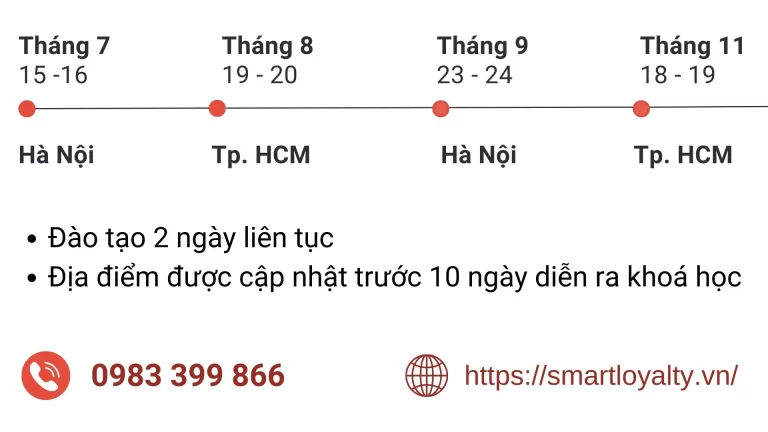 Tháng 7 Tháng 8 Tháng 9 Tháng 11
15 -16 19 - 20 23 - 24 18 - 19
Hà Nội Tp. HCM Hà Nội Tp. HCM
• Đào tạo 2 ngày liên tục
• Địa điểm được cập nhật trước 10 ngày diễn ra khoá học
0983 399 866 https://smartloyalty.vn/